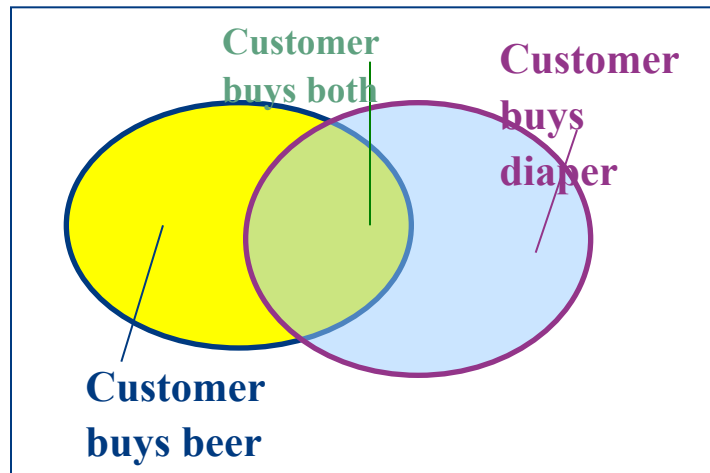 Customer
buys both
Customer
buys
diaper
Customer
buys beer